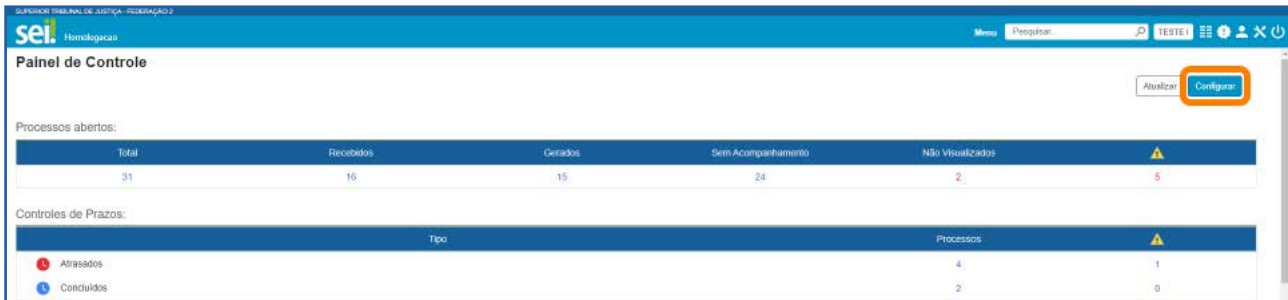 SUPERIOR TRIBUNAL DE JUSTIÇA - FEDERAÇÃO 2
sei! Homologacao Menu Pesquisar... TESTE I
Painel de Controle
Atualizar Configurar
Processos abertos:
Total Recebidos Gerados Sem Acompanhamento Não Visualizados
31 16 15 24 2 5
Controles de Prazos:
Tipo Processos
Atrasados 4 1
Concluídos 2 0